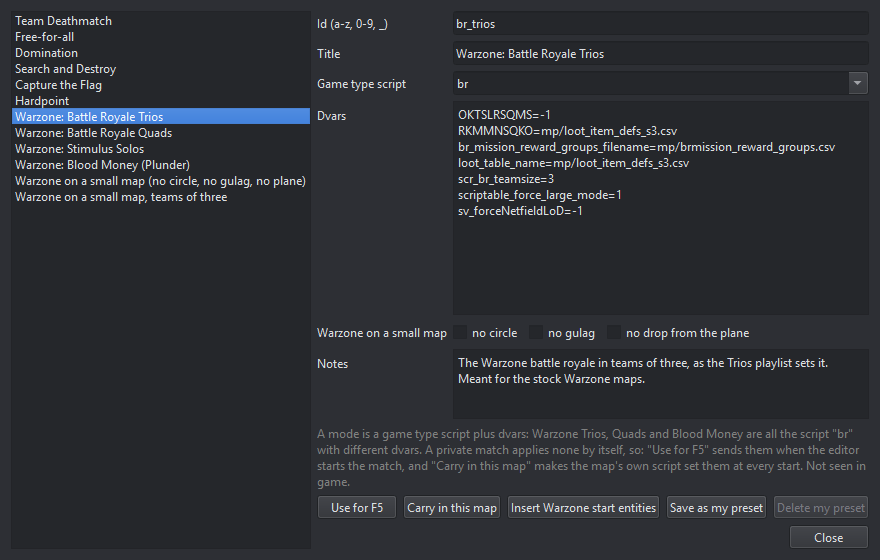 Team Deathmatch
Free-for-all
Domination
Search and Destroy
Capture the Flag
Hardpoint
Warzone: Battle Royale Trios
Warzone: Battle Royale Quads
Warzone: Stimulus Solos
Warzone: Blood Money (Plunder)
Warzone on a small map (no circle, no gulag, no plane)
Warzone on a small map, teams of three
Id (a-z, 0-9, _) br_trios
Title Warzone: Battle Royale Trios
Game type script br
Dvars
OKTSLRSQMS=-1
RKMMNSQKO=mp/loot_item_defs_s3.csv
br_mission_reward_groups_filename=mp/brmission_reward_groups.csv
loot_table_name=mp/loot_item_defs_s3.csv
scr_br_teamsize=3
scriptable_force_large_mode=1
sv_forceNetfieldLoD=-1
Warzone on a small map no circle no gulag no drop from the plane
Notes
The Warzone battle royale in teams of three, as the Trios playlist sets it.
Meant for the stock Warzone maps.
A mode is a game type script plus dvars: Warzone Trios, Quads and Blood Money are all the script "br"
with different dvars. A private match applies none by itself, so: "Use for F5" sends them when the editor
starts the match, and "Carry in this map" makes the map's own script set them at every start. Not seen in
game.
Use for F5 Carry in this map Insert Warzone start entities Save as my preset Delete my preset
Close